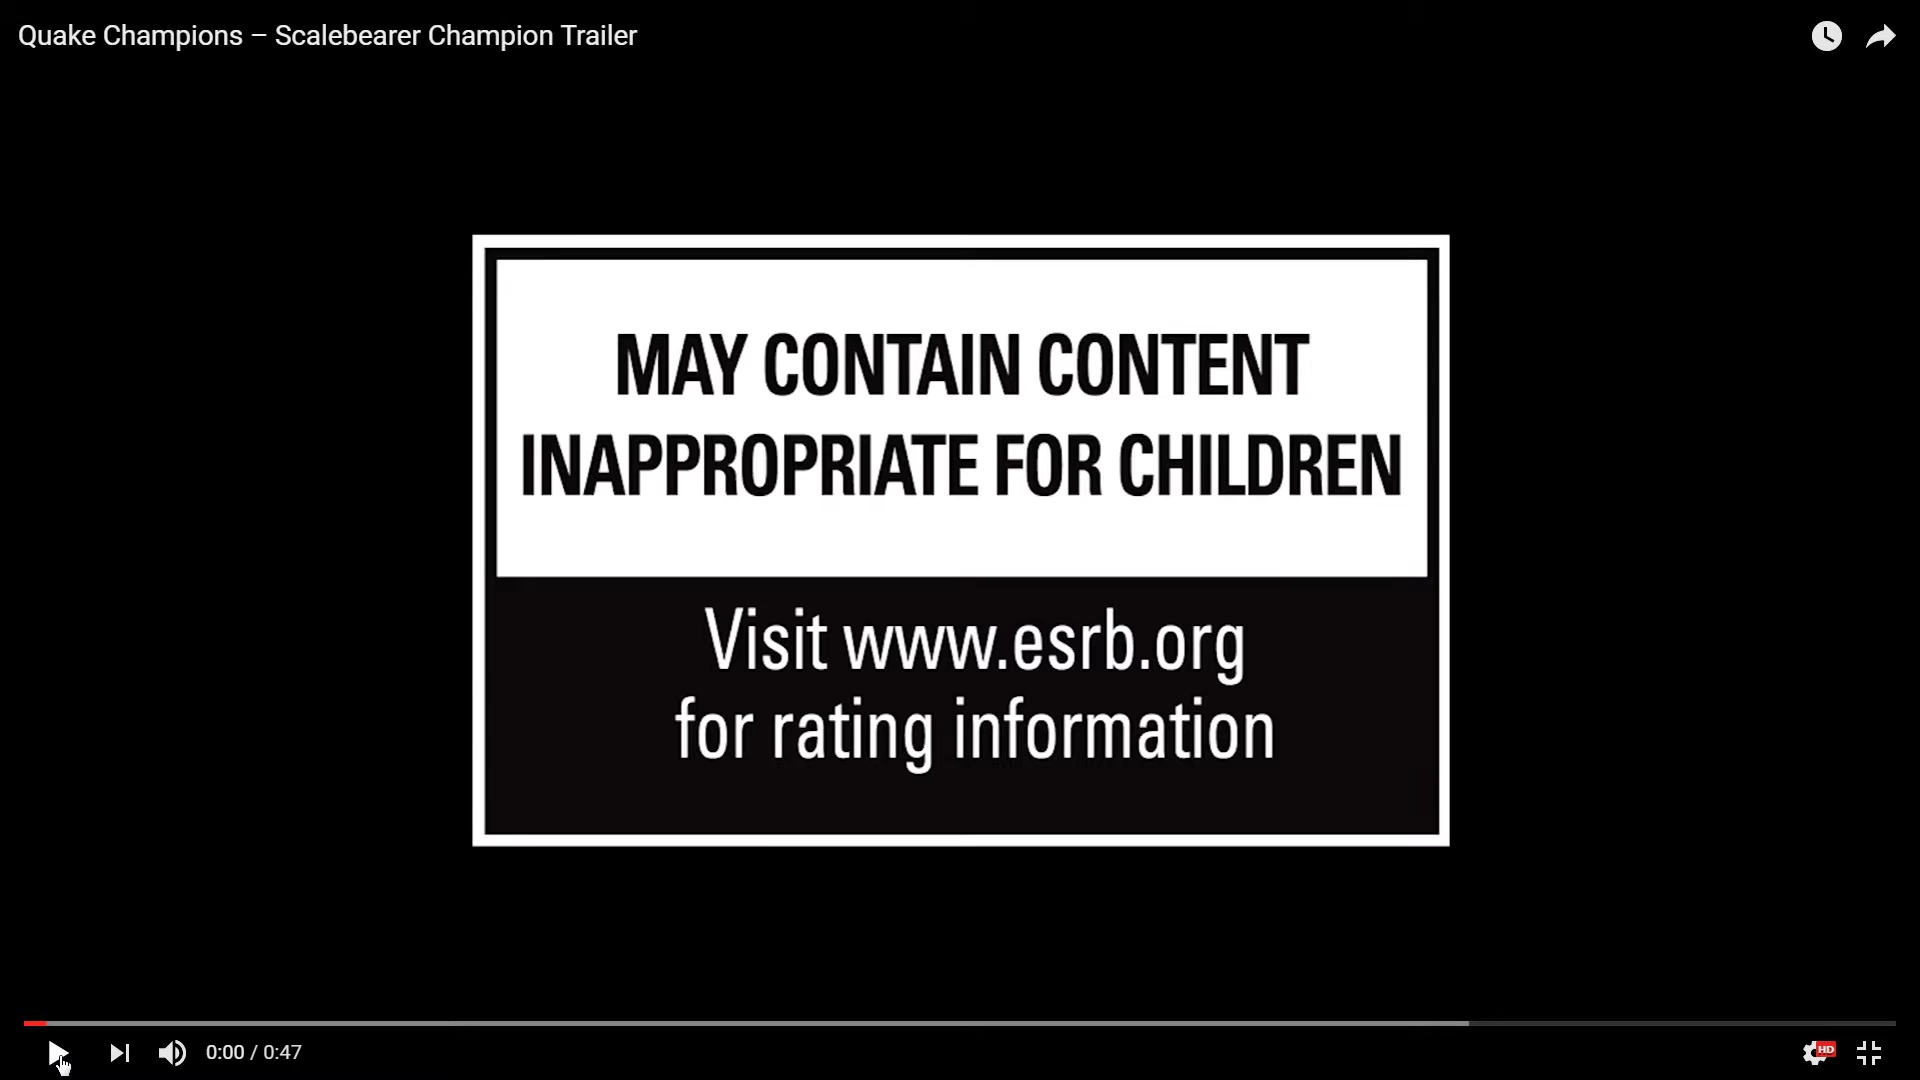 Quake Champions – Scalebearer Champion Trailer
MAY CONTAIN CONTENT
INAPPROPRIATE FOR CHILDREN
Visit www.esrb.org
for rating information
0:00 / 0:47
HD